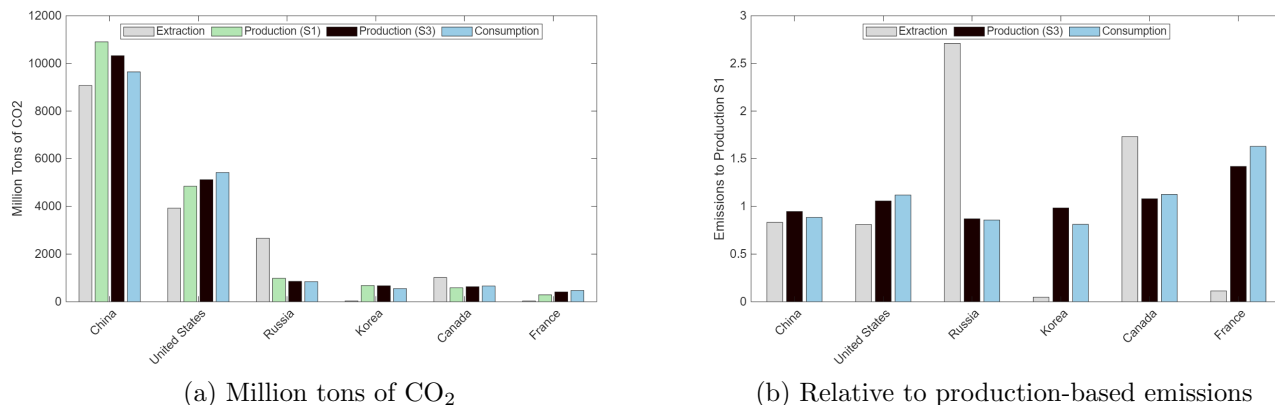 12000
10000
8000
6000
4000
2000
0
Million Tons of CO2
Extraction Production (S1) Production (S3) Consumption
China
United States
Russia
Korea
Canada
France
(a) Million tons of CO₂
3
2.5
2
1.5
1
0.5
0
Emissions to Production S1
Extraction Production (S3) Consumption
China
United States
Russia
Korea
Canada
France
(b) Relative to production-based emissions